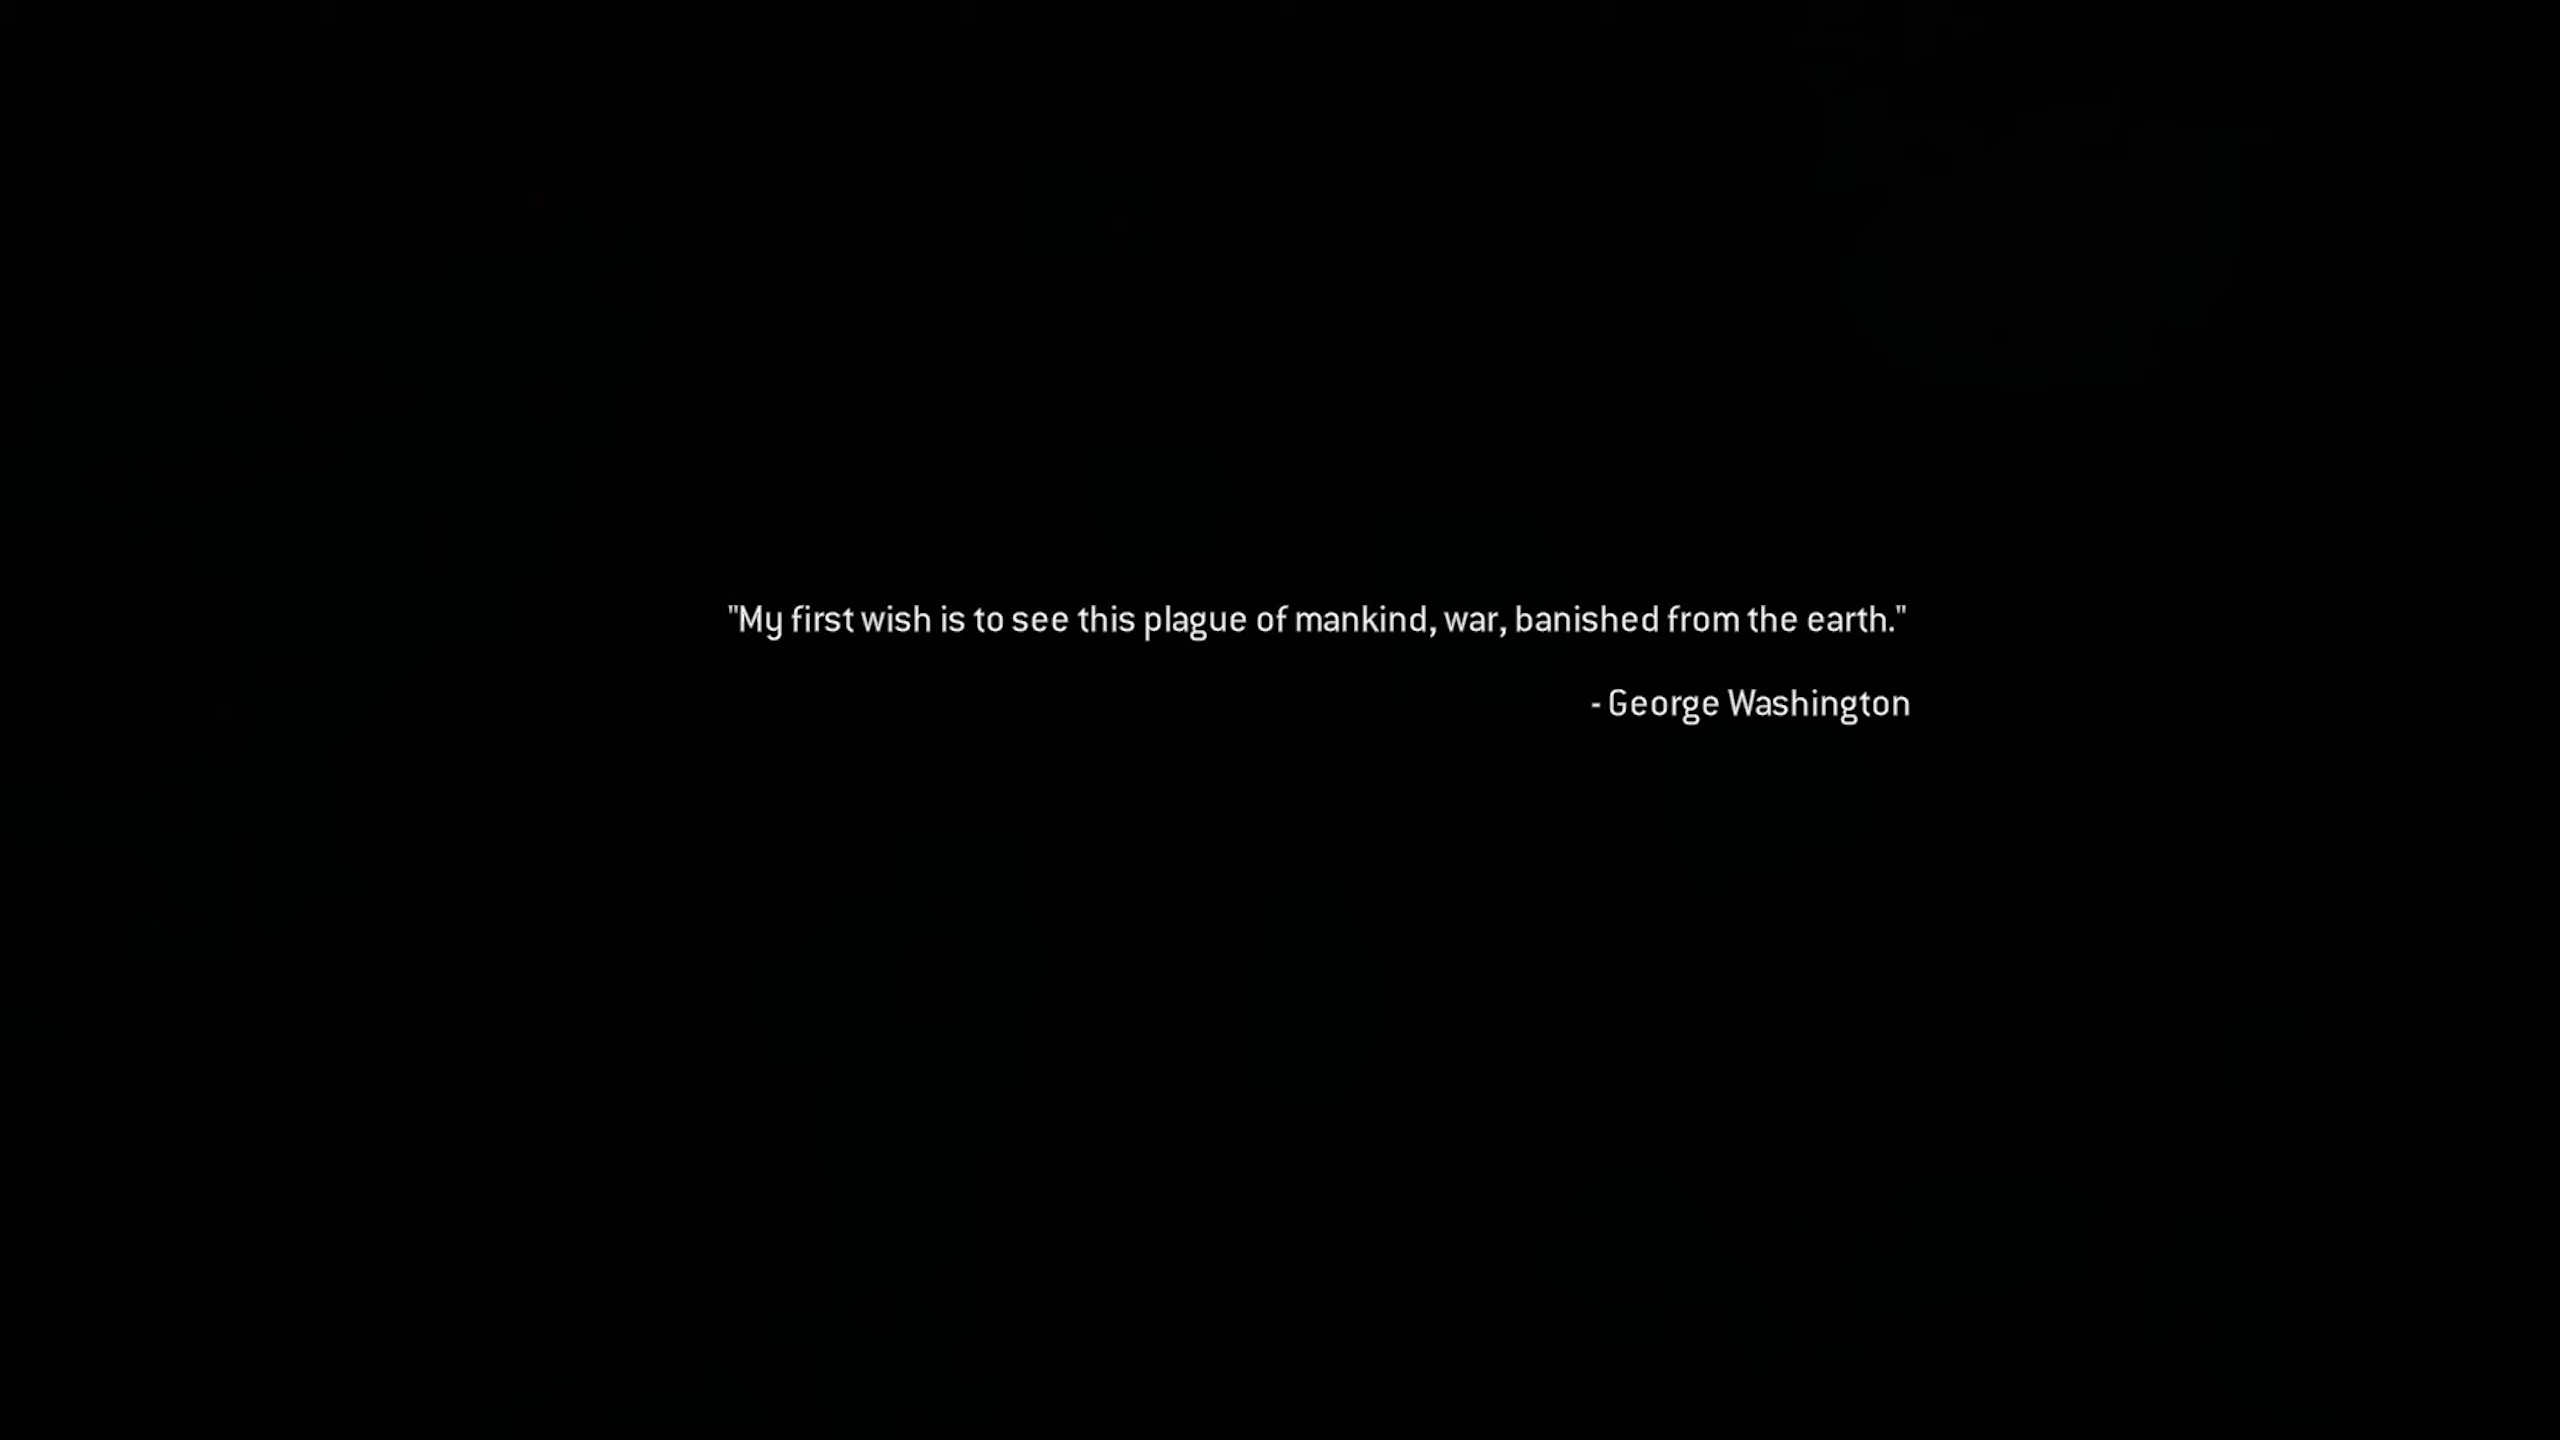 "My first wish is to see this plague of mankind, war, banished from the earth."
- George Washington